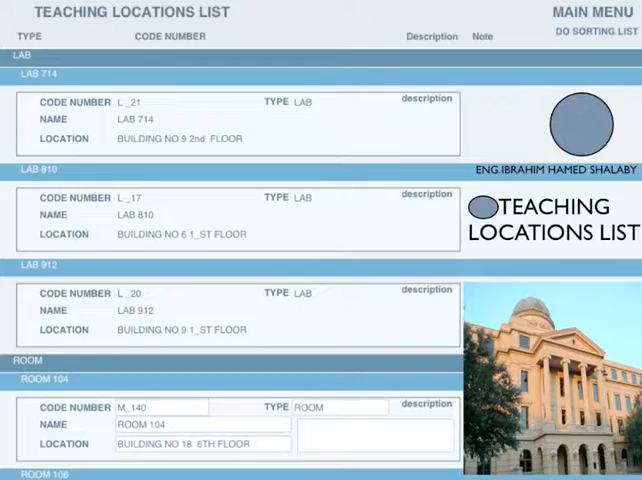 TEACHING LOCATIONS LIST
MAIN MENU
DO SORTING LIST
TYPE CODE NUMBER Description Note
LAB
LAB 714
CODE NUMBER L _21 TYPE LAB description
NAME LAB 714
LOCATION BUILDING NO 9 2nd FLOOR
LAB 810
ENG.IBRAHIM HAMED SHALABY
CODE NUMBER L _17 TYPE LAB description
NAME LAB 810
LOCATION BUILDING NO 6 1_ST FLOOR
TEACHING
LOCATIONS LIST
LAB 912
CODE NUMBER L _20 TYPE LAB description
NAME LAB 912
LOCATION BUILDING NO 9 1_ST FLOOR
ROOM
ROOM 104
CODE NUMBER M_140 TYPE ROOM description
NAME ROOM 104
LOCATION BUILDING NO 18 6TH FLOOR
ROOM 106